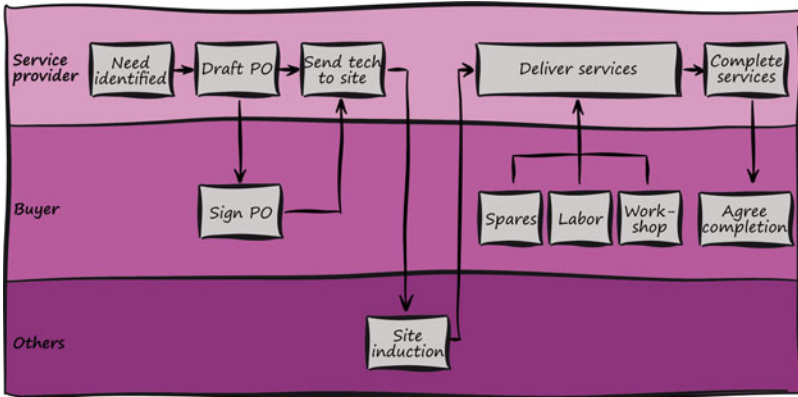 Service
provider
Need
identified
Draft PO
Send tech
to site
Deliver services
Complete
services
Buyer
Sign PO
Spares
Labor
Work-
shop
Agree
completion
Others
Site
induction